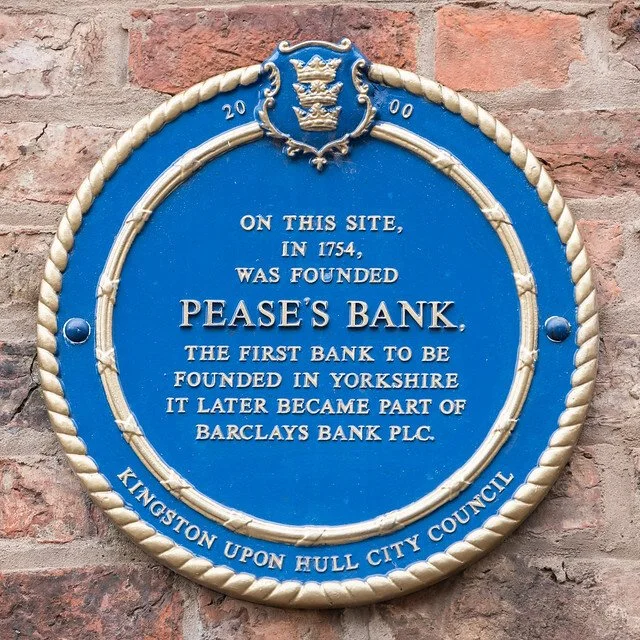 20 00
ON THIS SITE,
IN 1754,
WAS FOUNDED
PEASE'S BANK,
THE FIRST BANK TO BE
FOUNDED IN YORKSHIRE
IT LATER BECAME PART OF
BARCLAYS BANK PLC.
KINGSTON UPON HULL CITY COUNCIL